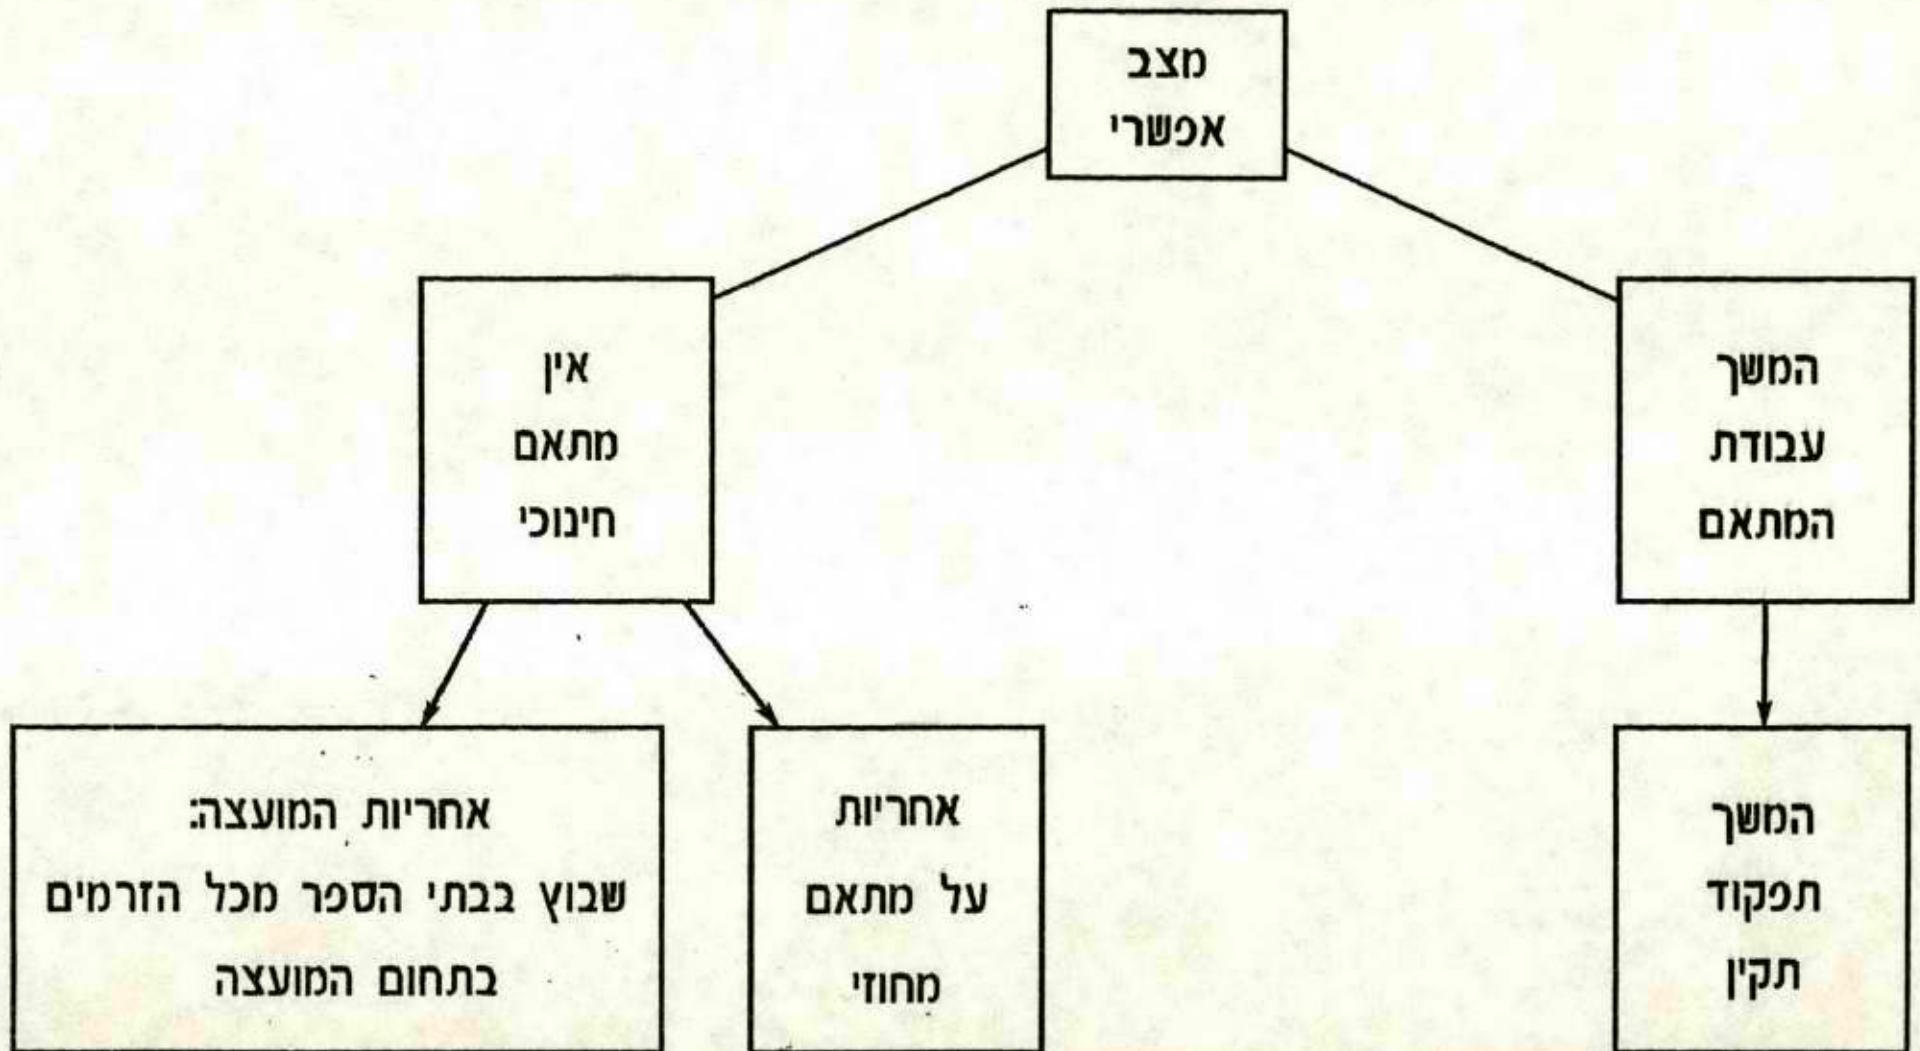 מצב
אפשרי
המשך
עבודת
המתאם
אין
מתאם
חינוכי
המשך
תפקוד
תקין
אחריות
על מתאם
מחוזי
אחריות המועצה:
שבוץ בבתי הספר מכל הזרמים
בתחום המועצה